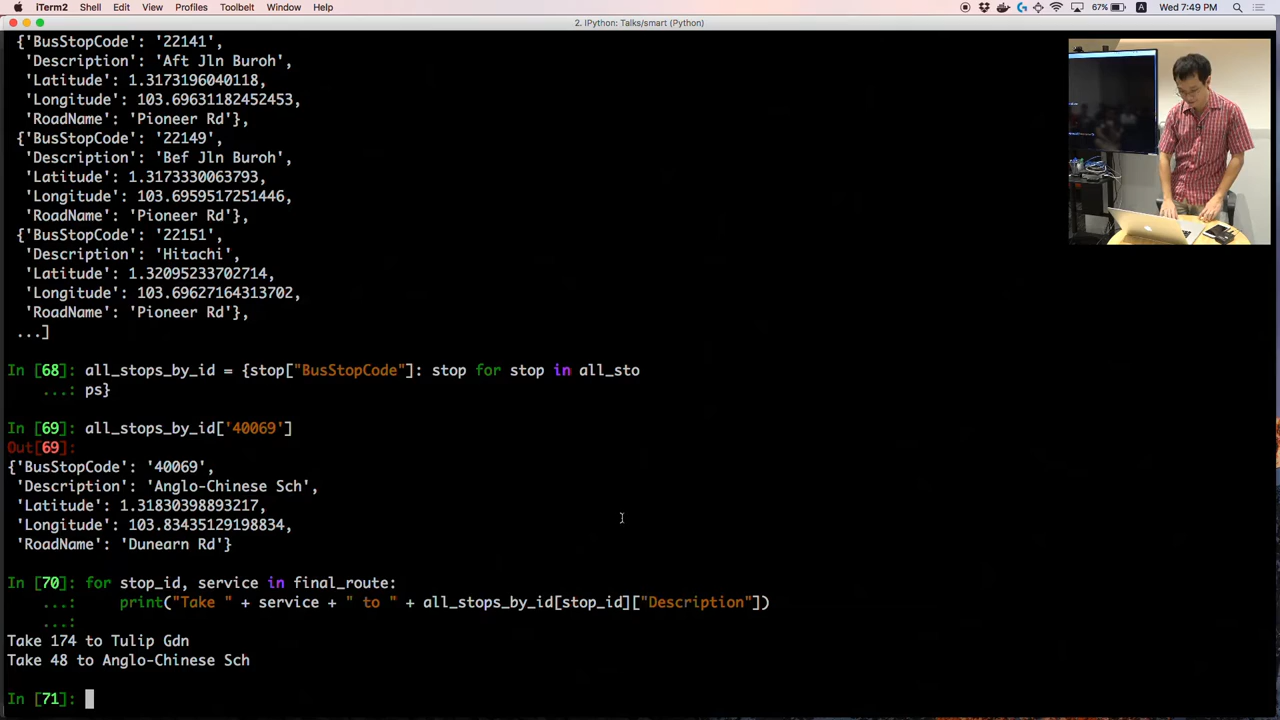 iTerm2 Shell Edit View Profiles Toolbelt Window Help 67% A Wed 7:49 PM
2. IPython: Talks/smart (Python)
{'BusStopCode': '22141',
'Description': 'Aft Jln Buroh',
'Latitude': 1.3173196040118,
'Longitude': 103.69631182452453,
'RoadName': 'Pioneer Rd'},
{'BusStopCode': '22149',
'Description': 'Bef Jln Buroh',
'Latitude': 1.3173330063793,
'Longitude': 103.6959517251446,
'RoadName': 'Pioneer Rd'},
{'BusStopCode': '22151',
'Description': 'Hitachi',
'Latitude': 1.32095233702714,
'Longitude': 103.69627164313702,
'RoadName': 'Pioneer Rd'},
...]
In [68]: all_stops_by_id = {stop["BusStopCode"]: stop for stop in all_sto
...: ps}
In [69]: all_stops_by_id['40069']
Out[69]:
{'BusStopCode': '40069',
'Description': 'Anglo-Chinese Sch',
'Latitude': 1.31830398893217,
'Longitude': 103.83435129198834,
'RoadName': 'Dunearn Rd'}
In [70]: for stop_id, service in final_route:
...: print("Take " + service + " to " + all_stops_by_id[stop_id]["Description"])
...:
Take 174 to Tulip Gdn
Take 48 to Anglo-Chinese Sch
In [71]: